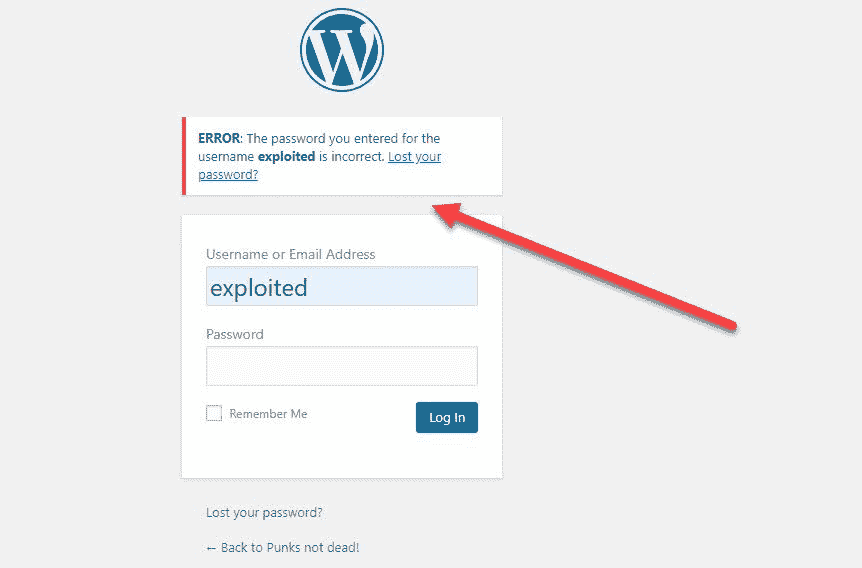 ERROR: The password you entered for the
username exploited is incorrect. Lost your
password?
Username or Email Address
exploited
Password
Remember Me
Log In
Lost your password?
← Back to Punks not dead!